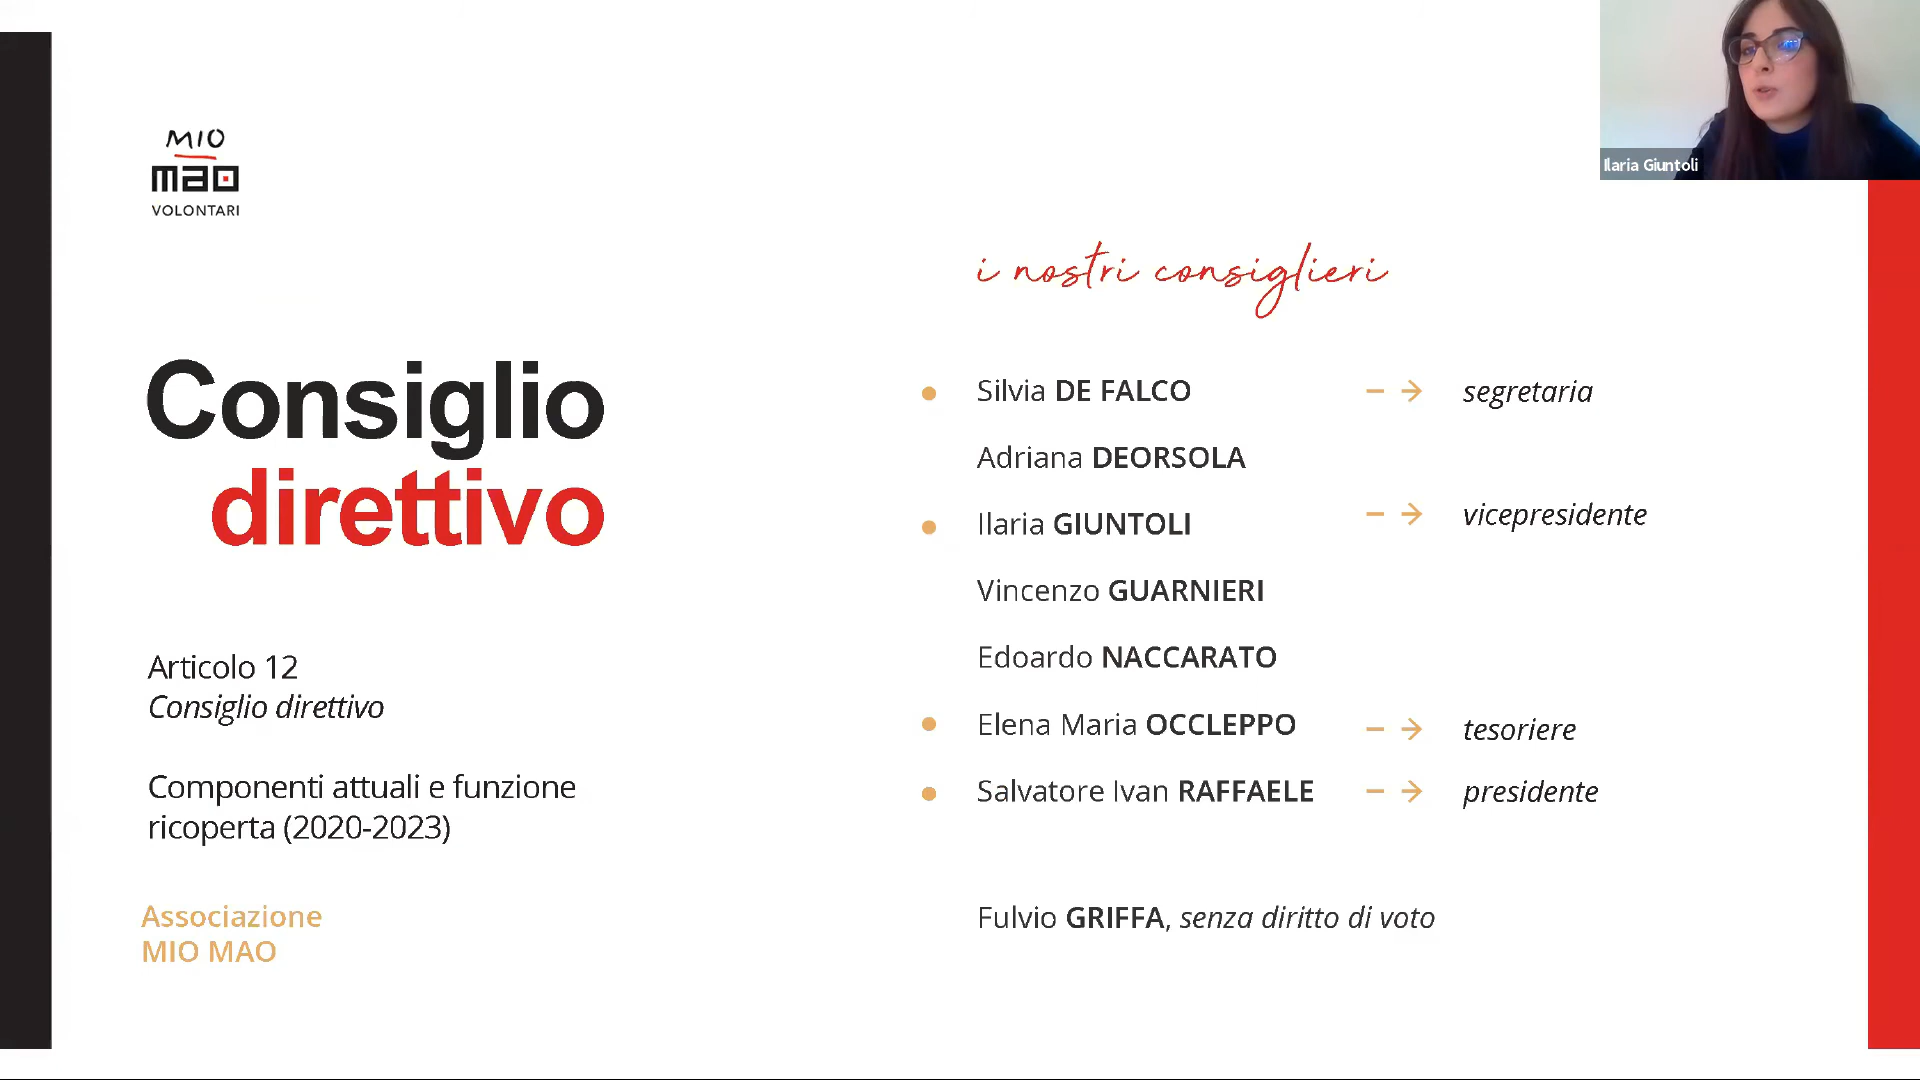 MIO
mao
VOLONTARI
Ilaria Giuntoli
Consiglio
direttivo
Articolo 12
Consiglio direttivo
Componenti attuali e funzione
ricoperta (2020-2023)
Associazione
MIO MAO
i nostri consiglieri
Silvia DE FALCO segretaria
Adriana DEORSOLA
Ilaria GIUNTOLI vicepresidente
Vincenzo GUARNIERI
Edoardo NACCARATO
Elena Maria OCCLEPPO tesoriere
Salvatore Ivan RAFFAELE presidente
Fulvio GRIFFA, senza diritto di voto